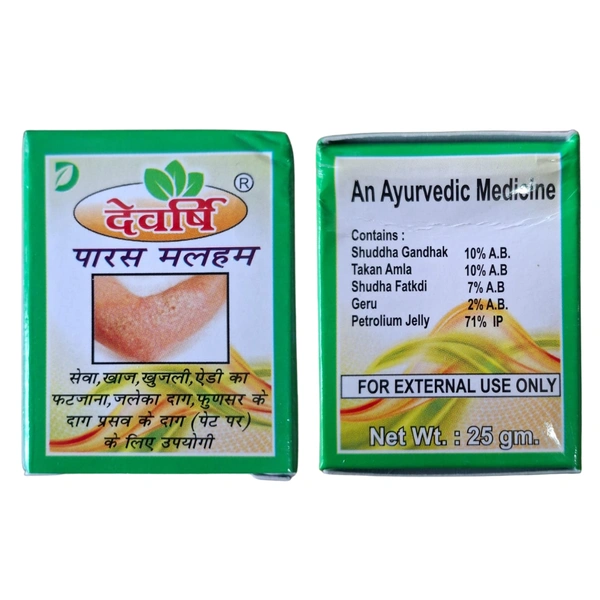 देवर्षि
®
पारस मलहम
सेवा,खाज,खुजली,ऐडी का
फटजाना,जलेका दाग,फुणसर के
दाग प्रसव के दाग (पेट पर)
के लिए उपयोगी
An Ayurvedic Medicine
Contains :
Shuddha Gandhak 10% A.B.
Takan Amla 10% A.B
Shudha Fatkdi 7% A.B
Geru 2% A.B.
Petrolium Jelly 71% IP
FOR EXTERNAL USE ONLY
Net Wt. : 25 gm.